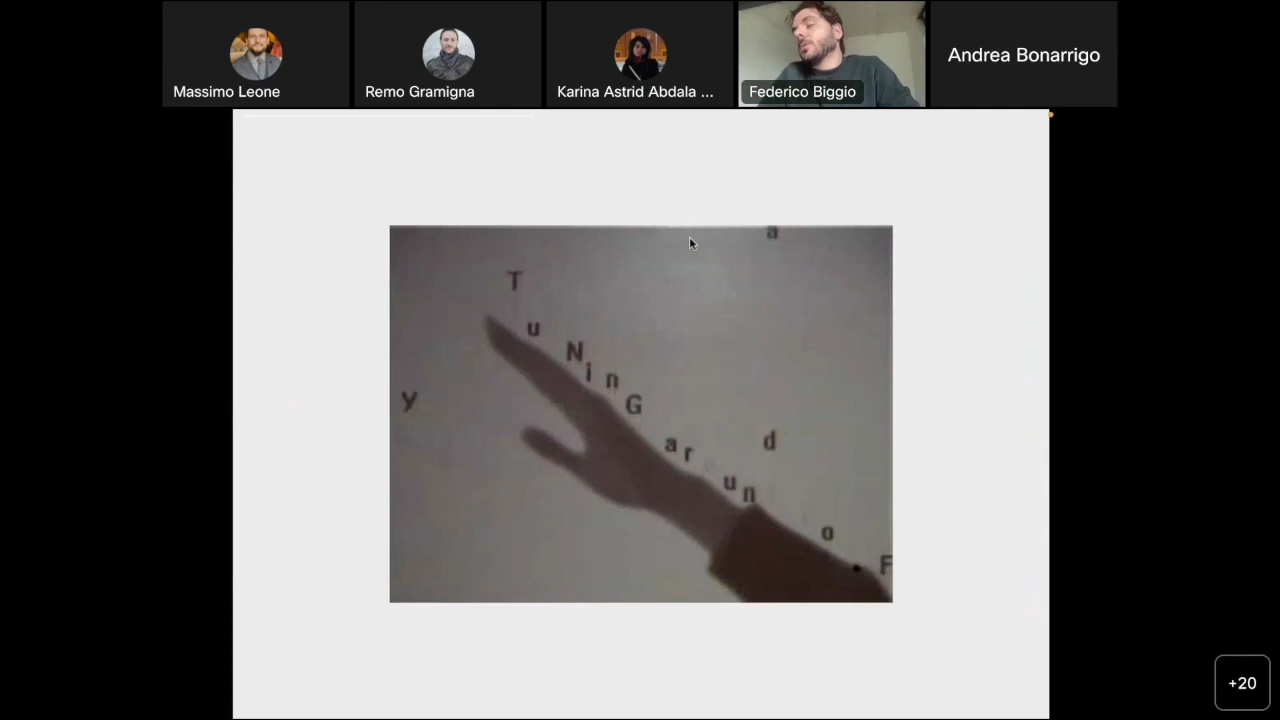 Massimo Leone
Remo Gramigna
Karina Astrid Abdala ...
Federico Biggio
Andrea Bonarrigo
a
T
u
N
i n
G
y
a r
d
u n
o
F
+20